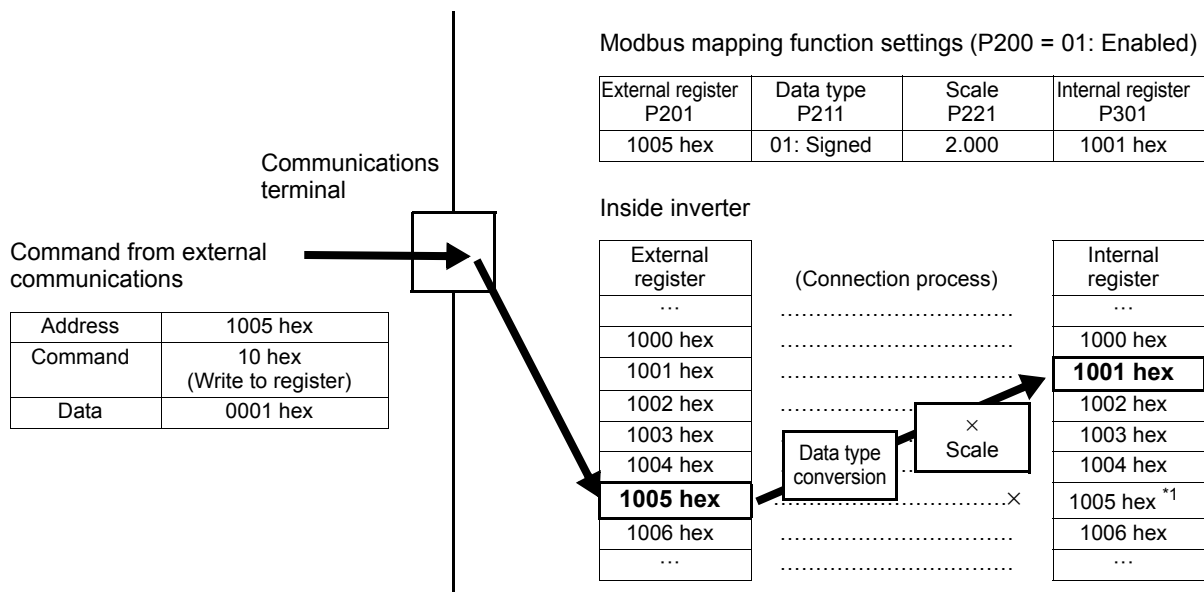 Modbus mapping function settings (P200 = 01: Enabled)
External register Data type Scale Internal register
P201 P211 P221 P301
1005 hex 01: Signed 2.000 1001 hex
Communications
terminal
Inside inverter
Command from external
communications
Address 1005 hex
Command 10 hex
(Write to register)
Data 0001 hex
External (Connection process) Internal
register register
... .................................. ...
1000 hex .................................. 1000 hex
1001 hex .................................. 1001 hex
1002 hex .................................. 1002 hex
1003 hex × 1003 hex
Scale
1004 hex Data type 1004 hex
conversion
1005 hex ..................................× 1005 hex *1
1006 hex .................................. 1006 hex
... .................................. ...